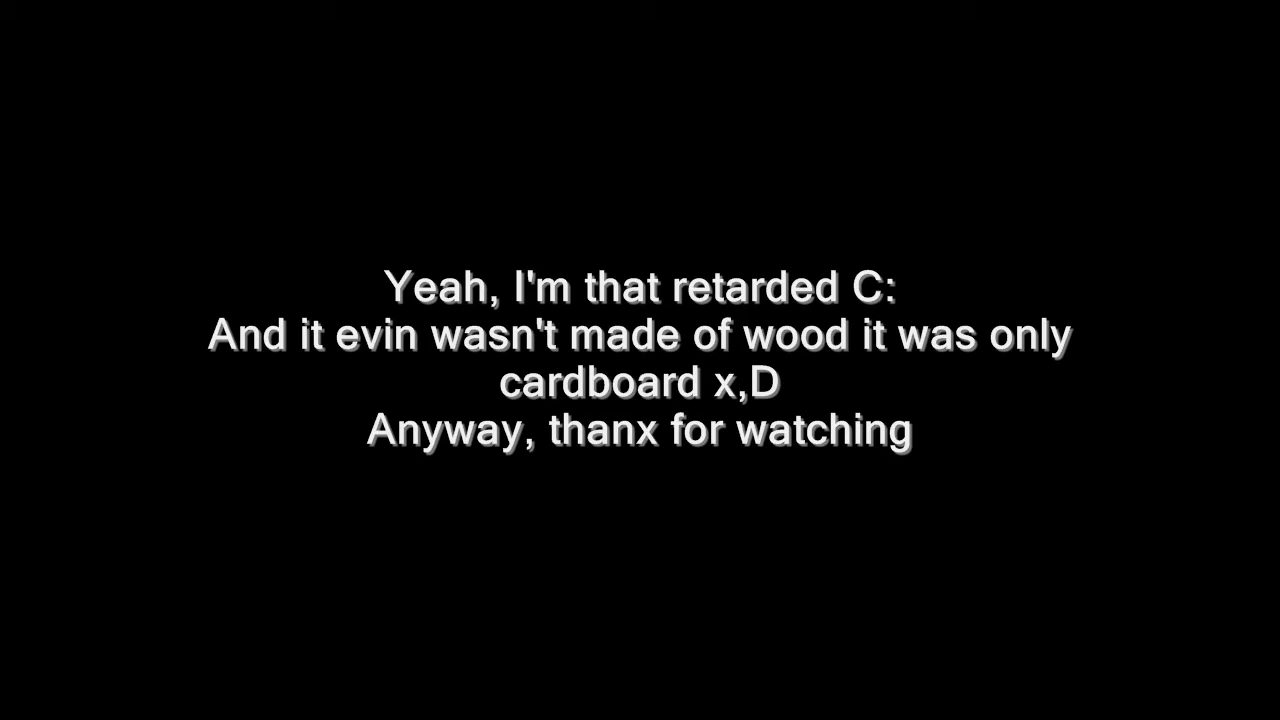 Yeah, I'm that retarded C:
And it evin wasn't made of wood it was only
cardboard x,D
Anyway, thanx for watching